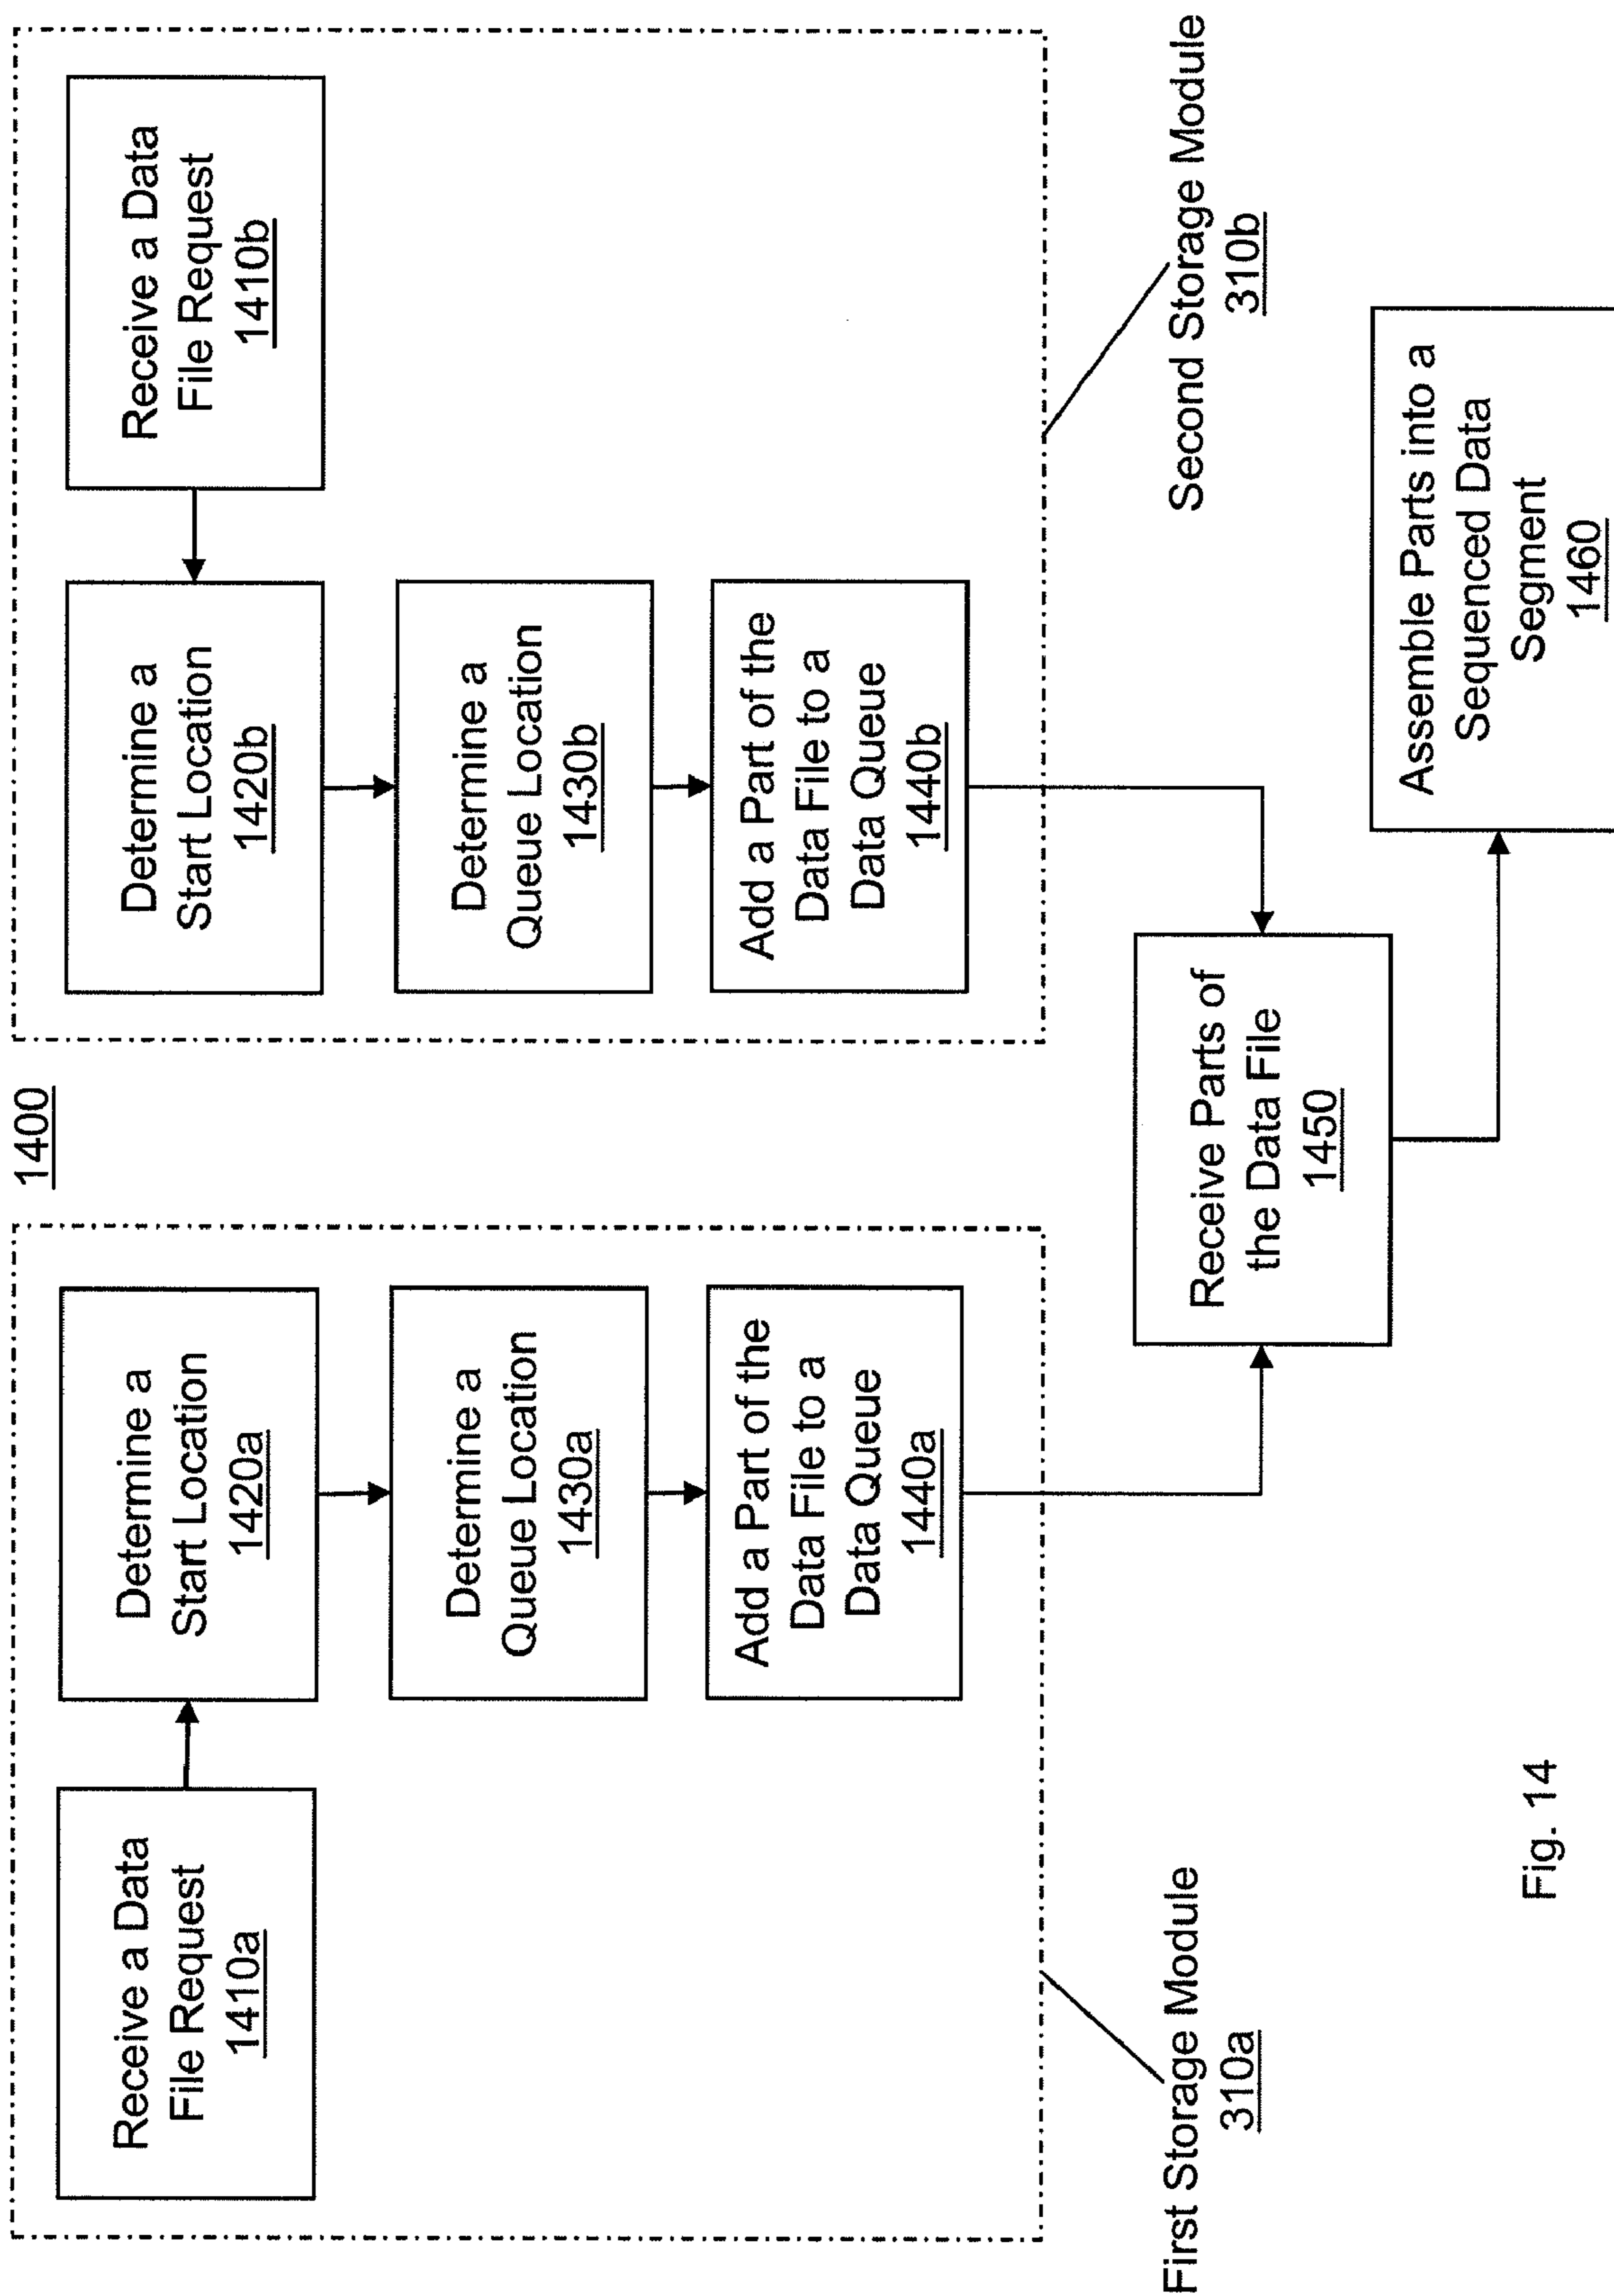 1400
Receive a Data
File Request
1410a
Determine a
Start Location
1420a
Determine a
Queue Location
1430a
Add a Part of the
Data File to a
Data Queue
1440a
First Storage Module
310a
Determine a
Start Location
1420b
Receive a Data
File Request
1410b
Determine a
Queue Location
1430b
Add a Part of the
Data File to a
Data Queue
1440b
Second Storage Module
310b
Receive Parts of
the Data File
1450
Assemble Parts into a
Sequenced Data
Segment
1460
Fig. 14